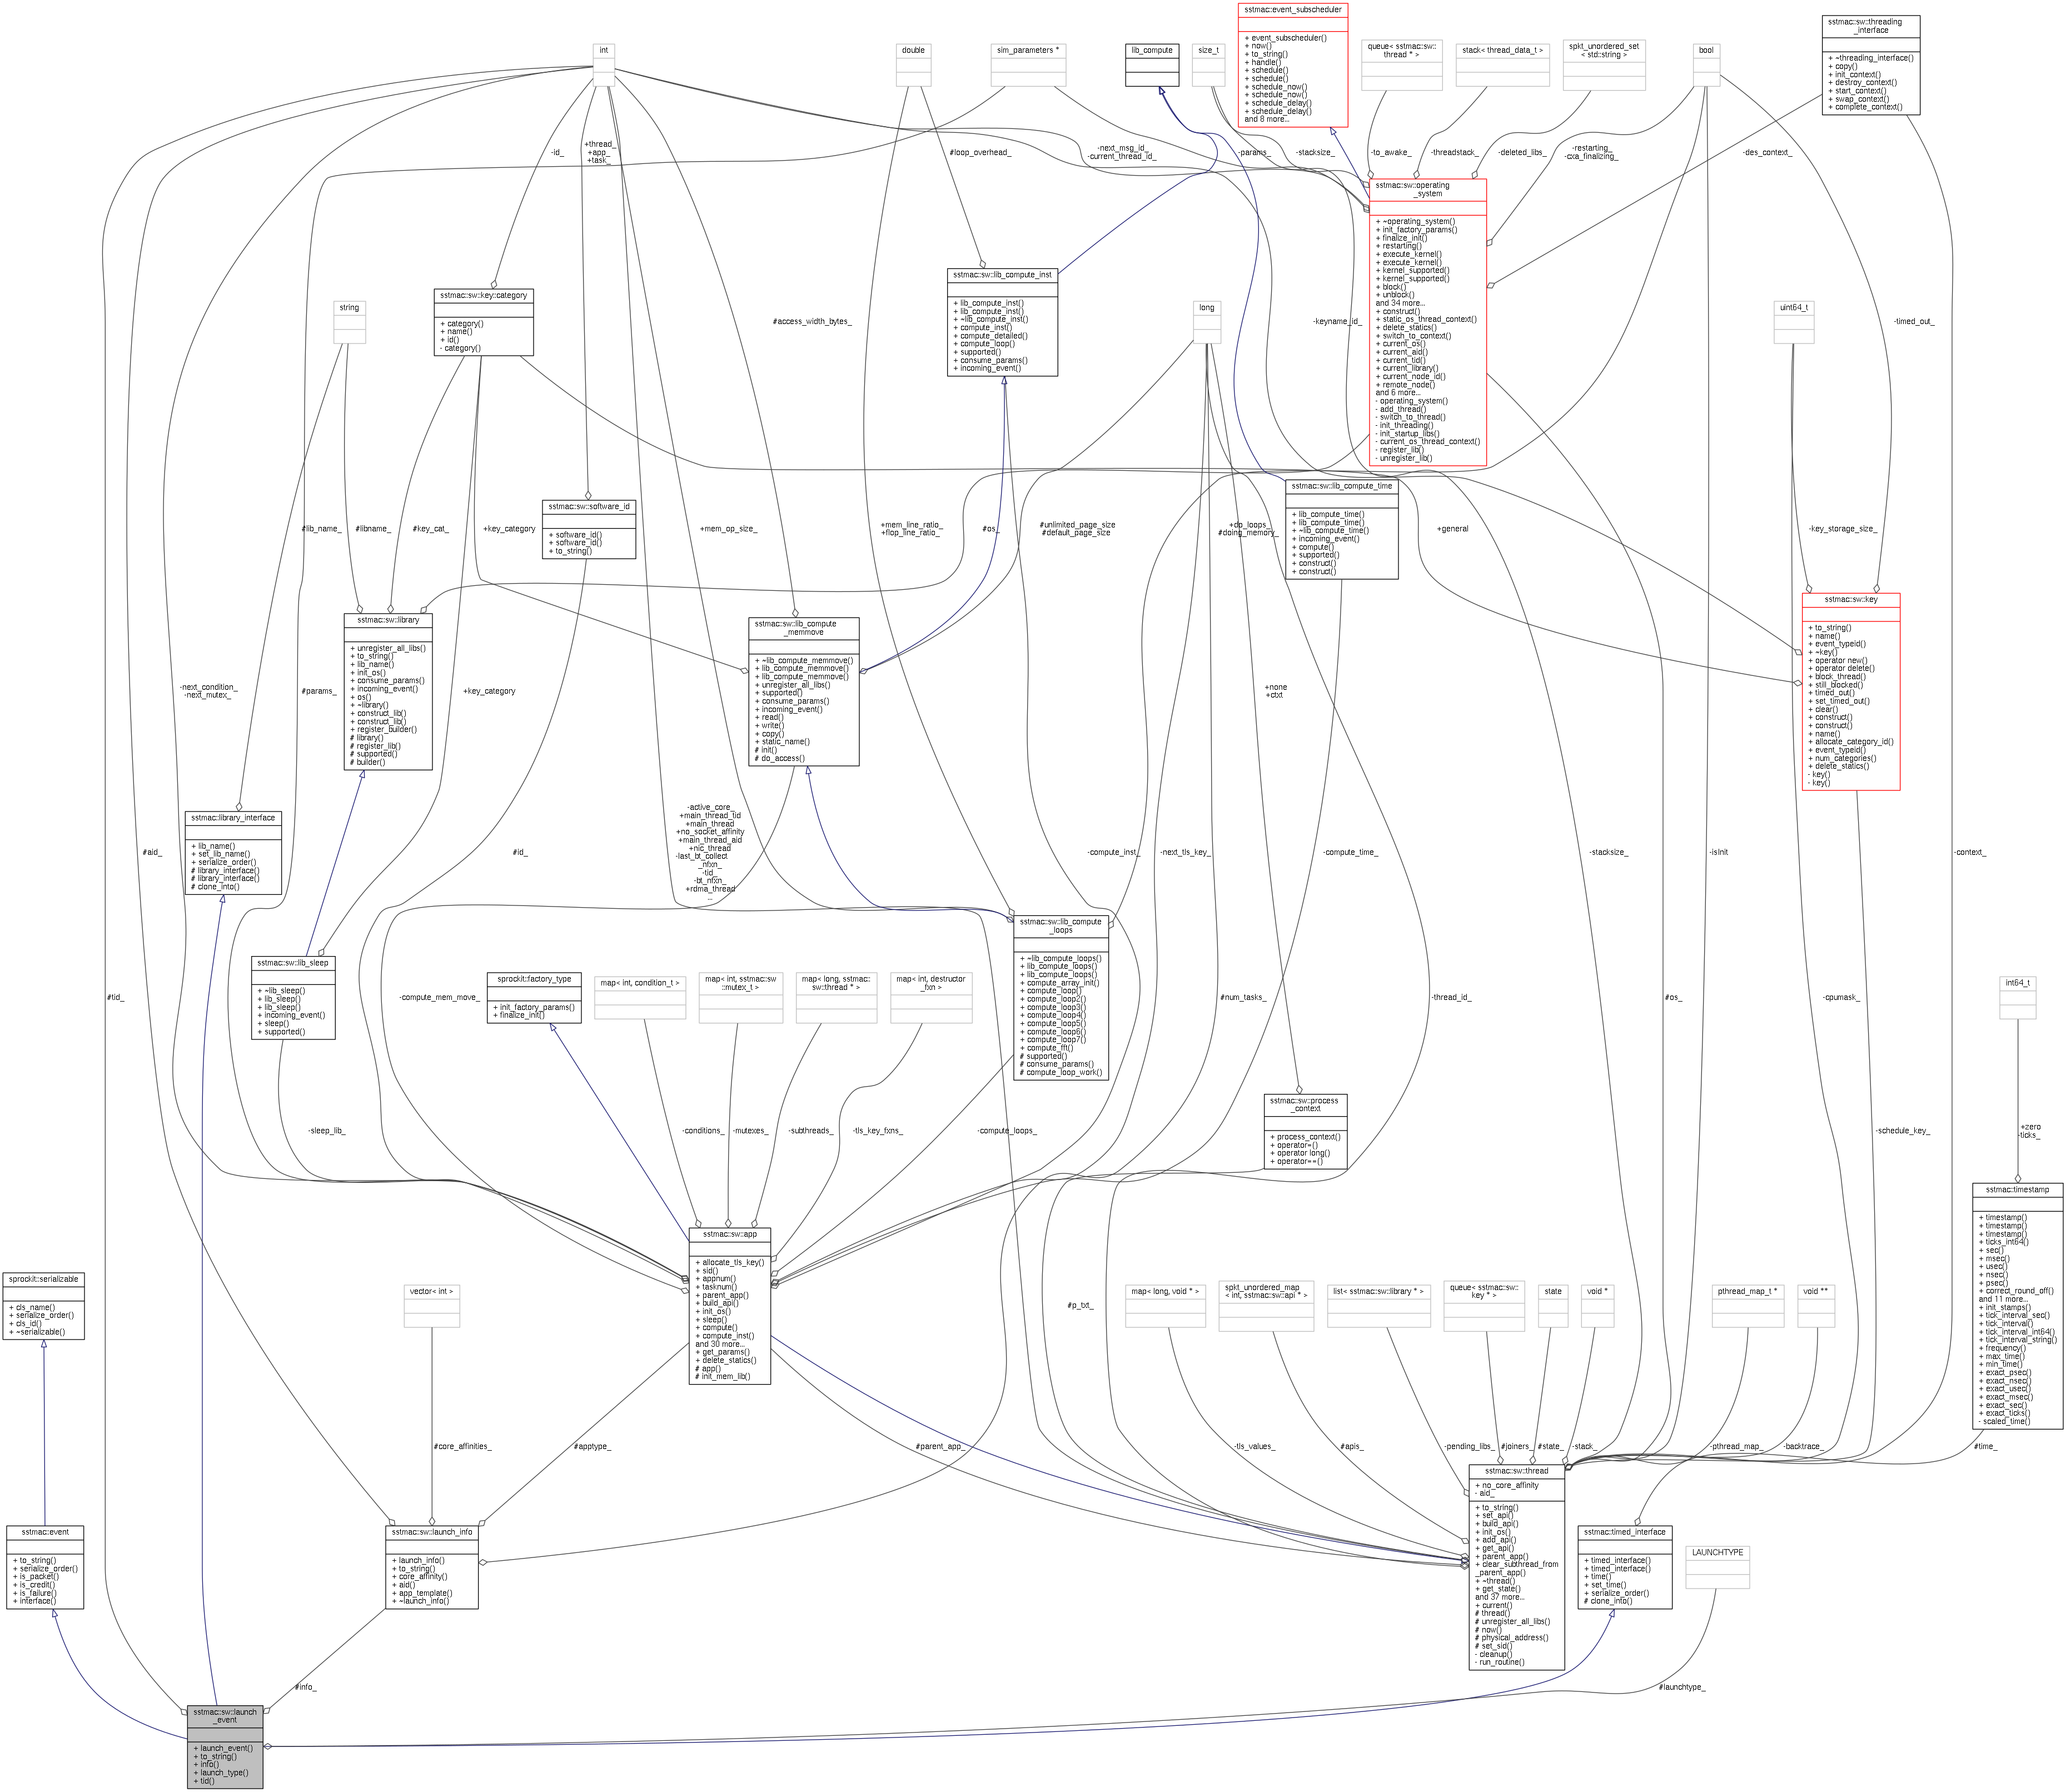 sstmac::event_subscheduler
+ event_subscheduler()
+ now()
+ to_string()
+ handle()
+ schedule()
+ schedule()
+ schedule_now()
+ schedule_now()
+ schedule_delay()
+ schedule_delay()
and 8 more...
sstmac::sw::threading
_interface
+ ~threading_interface()
+ copy()
+ init_context()
+ destroy_context()
+ start_context()
+ swap_context()
+ complete_context()
int
double
sim_parameters *
lib_compute
size_t
queue< sstmac::sw::
thread * >
stack< thread_data_t >
spkt_unordered_set
< std::string >
bool
-id_
+thread_
+app_
+task_
#loop_overhead_
-next_msg_id_
-current_thread_id_
-params_
-stacksize_
-to_awake_
-threadstack_
-deleted_libs_
-restarting_
-cxa_finalizing_
-des_context_
sstmac::sw::operating
_system
+ ~operating_system()
+ init_factory_params()
+ finalize_init()
+ restarting()
+ execute_kernel()
+ execute_kernel()
+ kernel_supported()
+ kernel_supported()
+ block()
+ unblock()
and 34 more...
+ construct()
+ static_os_thread_context()
+ delete_statics()
+ switch_to_context()
+ current_os()
+ current_aid()
+ current_tid()
+ current_library()
+ current_node_id()
+ remote_node()
and 6 more...
- operating_system()
- add_thread()
- switch_to_thread()
- init_threading()
- init_startup_libs()
- current_os_thread_context()
- register_lib()
- unregister_lib()
sstmac::sw::lib_compute_inst
+ lib_compute_inst()
+ lib_compute_inst()
+ ~lib_compute_inst()
+ compute_inst()
+ compute_detailed()
+ compute_loop()
+ supported()
+ consume_params()
+ incoming_event()
sstmac::sw::key::category
+ category()
+ name()
+ id()
- category()
string
long
uint64_t
#access_width_bytes_
-keyname_id_
-timed_out_
sstmac::sw::software_id
+ software_id()
+ software_id()
+ to_string()
sstmac::sw::lib_compute_time
+ lib_compute_time()
+ lib_compute_time()
+ ~lib_compute_time()
+ incoming_event()
+ compute()
+ supported()
+ construct()
+ construct()
#lib_name_
#libname_
#key_cat_
+key_category
+mem_op_size_
+mem_line_ratio_
+flop_line_ratio_
#os_
#unlimited_page_size
#default_page_size
+do_loops_
#doing_memory_
+general
-key_storage_size_
sstmac::sw::library
+ unregister_all_libs()
+ to_string()
+ lib_name()
+ init_os()
+ consume_params()
+ incoming_event()
+ os()
+ ~library()
+ construct_lib()
+ construct_lib()
+ register_builder()
# library()
# register_lib()
# supported()
# builder()
sstmac::sw::lib_compute
_memmove
+ ~lib_compute_memmove()
+ lib_compute_memmove()
+ lib_compute_memmove()
+ unregister_all_libs()
+ supported()
+ consume_params()
+ incoming_event()
+ read()
+ write()
+ copy()
+ static_name()
# init()
# do_access()
sstmac::sw::key
+ to_string()
+ name()
+ event_typeid()
+ ~key()
+ operator new()
+ operator delete()
+ block_thread()
+ still_blocked()
+ timed_out()
+ set_timed_out()
+ clear()
+ construct()
+ construct()
+ name()
+ allocate_category_id()
+ event_typeid()
+ num_categories()
+ delete_statics()
- key()
- key()
-next_condition_
-next_mutex_
#params_
+key_category
+none
+ctxt
sstmac::library_interface
+ lib_name()
+ set_lib_name()
+ serialize_order()
# library_interface()
# library_interface()
# clone_into()
#aid_
#id_
-active_core_
+main_thread_tid
+main_thread
+no_socket_affinity
+main_thread_aid
+nic_thread
-last_bt_collect
_nfxn_
-tid_
-bt_nfxn_
+rdma_thread
...
-compute_inst_
-next_tls_key_
-compute_time_
-stacksize_
-isInit
-context_
-schedule_key_
sstmac::sw::lib_compute
_loops
+ ~lib_compute_loops()
+ lib_compute_loops()
+ lib_compute_loops()
+ compute_array_init()
+ compute_loop()
+ compute_loop2()
+ compute_loop3()
+ compute_loop4()
+ compute_loop5()
+ compute_loop6()
+ compute_loop7()
+ compute_fft()
# supported()
# consume_params()
# compute_loop_work()
sstmac::sw::lib_sleep
+ ~lib_sleep()
+ lib_sleep()
+ lib_sleep()
+ incoming_event()
+ sleep()
+ supported()
#tid_
-compute_mem_move_
sprockit::factory_type
+ init_factory_params()
+ finalize_init()
map< int, condition_t >
map< int, sstmac::sw
::mutex_t >
map< long, sstmac::
sw::thread * >
map< int, destructor
_fxn >
#num_tasks_
-thread_id_
#os_
-cpumask_
int64_t
-sleep_lib_
-conditions_
-mutexes_
-subthreads_
-tls_key_fxns_
-compute_loops_
sstmac::sw::process
_context
+ process_context()
+ operator=()
+ operator long()
+ operator==()
+zero
-ticks_
sstmac::timestamp
+ timestamp()
+ timestamp()
+ timestamp()
+ ticks_int64()
+ sec()
+ msec()
+ usec()
+ nsec()
+ psec()
+ correct_round_off()
and 11 more...
+ init_stamps()
+ tick_interval_sec()
+ tick_interval()
+ tick_interval_int64()
+ tick_interval_string()
+ frequency()
+ max_time()
+ min_time()
+ exact_psec()
+ exact_nsec()
+ exact_usec()
+ exact_msec()
+ exact_sec()
+ exact_ticks()
- scaled_time()
sstmac::sw::app
+ allocate_tls_key()
+ sid()
+ appnum()
+ tasknum()
+ parent_app()
+ build_api()
+ init_os()
+ sleep()
+ compute()
+ compute_inst()
and 30 more...
+ get_params()
+ delete_statics()
# app()
# init_mem_lib()
sprockit::serializable
+ cls_name()
+ serialize_order()
+ cls_id()
+ ~serializable()
vector< int >
#p_txt_
map< long, void * >
spkt_unordered_map
< int, sstmac::sw::api * >
list< sstmac::sw::library * >
queue< sstmac::sw::
key * >
state
void *
pthread_map_t *
void **
#core_affinities_
#apptype_
#parent_app_
-tls_values_
#apis_
-pending_libs_
#joiners_
#state_
-stack_
-pthread_map_
-backtrace_
#time_
sstmac::sw::thread
+ no_core_affinity
- aid_
+ to_string()
+ set_api()
+ build_api()
+ init_os()
+ add_api()
+ get_api()
+ parent_app()
+ clear_subthread_from
_parent_app()
+ ~thread()
+ get_state()
and 37 more...
+ current()
# thread()
# unregister_all_libs()
# now()
# physical_address()
# set_sid()
- cleanup()
- run_routine()
sstmac::event
+ to_string()
+ serialize_order()
+ is_packet()
+ is_credit()
+ is_failure()
+ interface()
sstmac::sw::launch_info
+ launch_info()
+ to_string()
+ core_affinity()
+ aid()
+ app_template()
+ ~launch_info()
sstmac::timed_interface
+ timed_interface()
+ timed_interface()
+ time()
+ set_time()
+ serialize_order()
# clone_into()
LAUNCHTYPE
#info_
#launchtype_
sstmac::sw::launch
_event
+ launch_event()
+ to_string()
+ info()
+ launch_type()
+ tid()